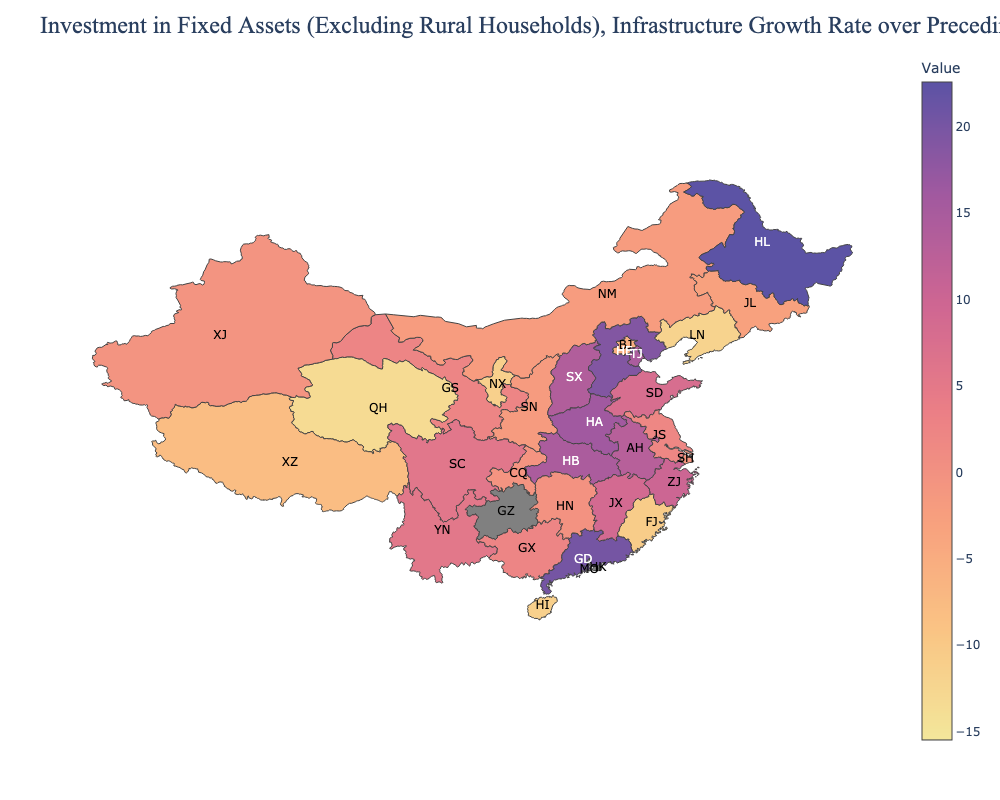 Investment in Fixed Assets (Excluding Rural Households), Infrastructure Growth Rate over Precedi
Value
20
15
10
5
0
−5
−10
−15
HL
NM
JL
XJ
LN
BJ
HE
TJ
SX
NX
GS
SD
QH
SN
HA
JS
AH
SH
XZ
SC
HB
CQ
ZJ
JX
HN
GZ
FJ
YN
GX
GD
HK
MO
HI